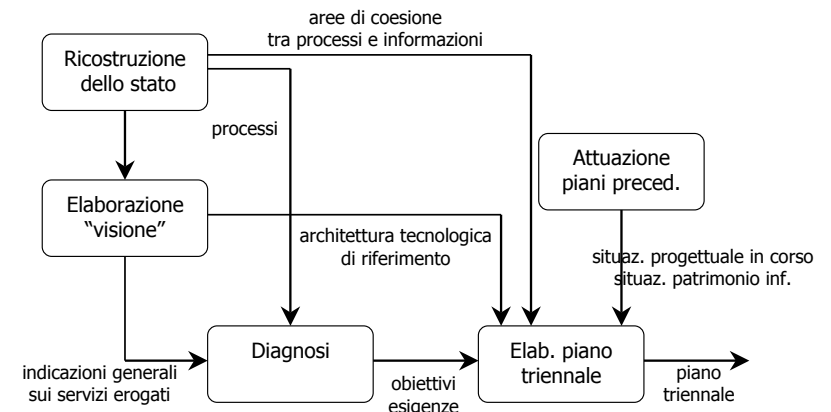 aree di coesione
tra processi e informazioni
Ricostruzione
dello stato
processi
Attuazione
piani preced.
Elaborazione
“visione”
architettura tecnologica
di riferimento
situaz. progettuale in corso
situaz. patrimonio inf.
Diagnosi
Elab. piano
triennale
indicazioni generali
sui servizi erogati
obiettivi
esigenze
piano
triennale